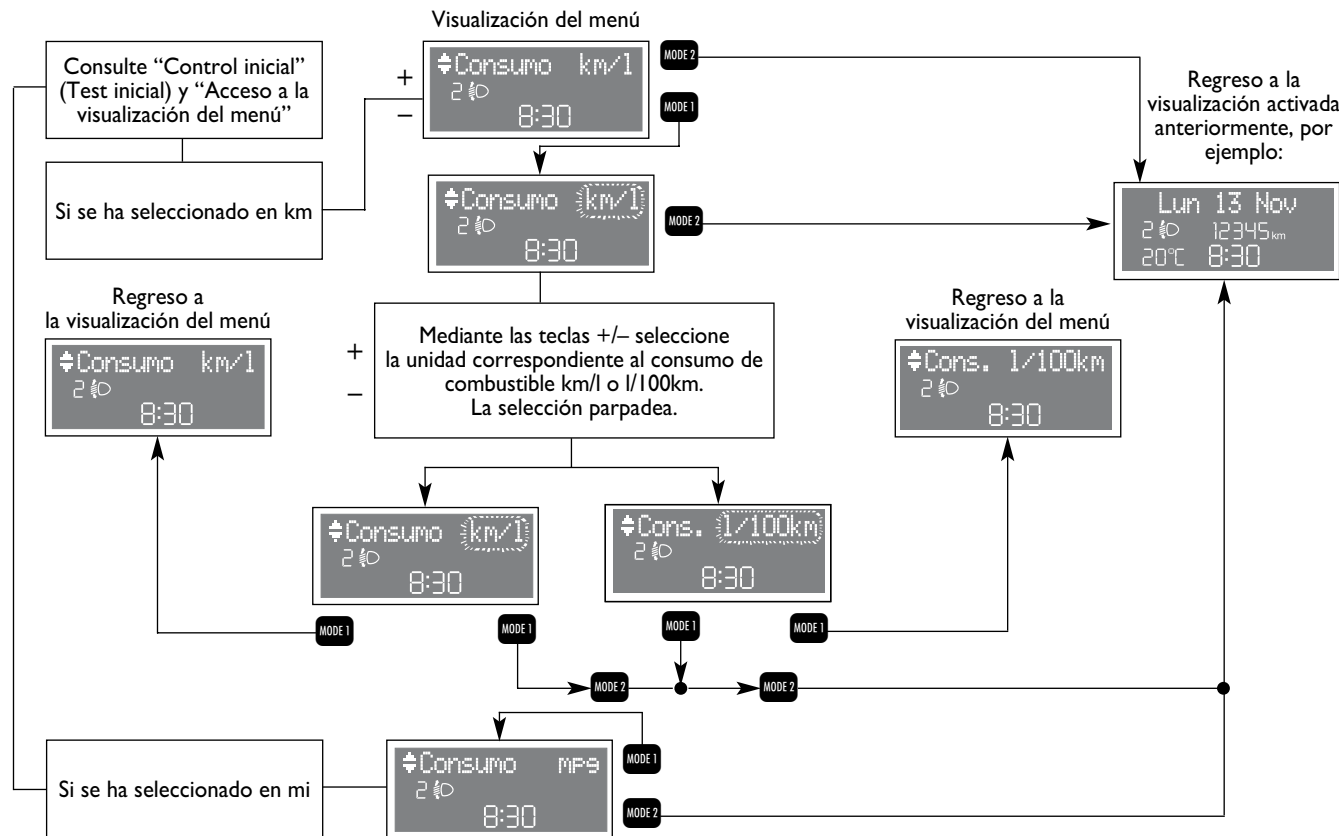 Visualización del menú
Consulte “Control inicial”
(Test inicial) y “Acceso a la
visualización del menú”
+
–
Consumo km/l
2
8:30
MODE 2
MODE 1
Regreso a la
visualización activada
anteriormente, por
ejemplo:
Si se ha seleccionado en km
Consumo km/l
2
8:30
MODE 2
Lun 13 Nov
2 12345 km
20°C 8:30
Regreso a
la visualización del menú
Consumo km/l
2
8:30
+
–
Mediante las teclas +/– seleccione
la unidad correspondiente al consumo de
combustible km/l o l/100km.
La selección parpadea.
Regreso a la
visualización del menú
Cons. l/100km
2
8:30
Consumo km/l
2
8:30
Cons. l/100km
2
8:30
MODE 1
MODE 1
MODE 1
MODE 1
MODE 2
MODE 2
Si se ha seleccionado en mi
Consumo mpg
2
8:30
MODE 1
MODE 2